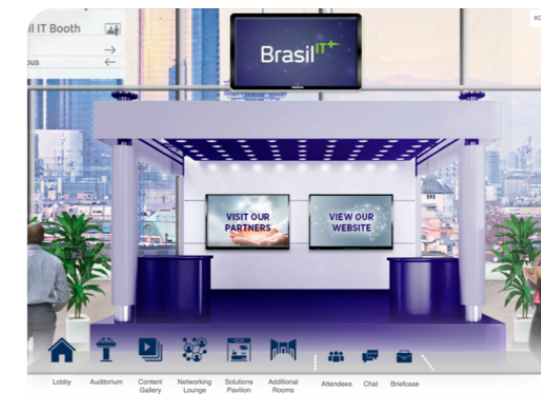 il IT Booth
ous
Brasil IT+
VISIT OUR
PARTNERS
VIEW OUR
WEBSITE
Lobby
Auditorium
Content
Gallery
Networking
Lounge
Solutions
Pavilion
Additional
Rooms
Attendees
Chat
Briefcase